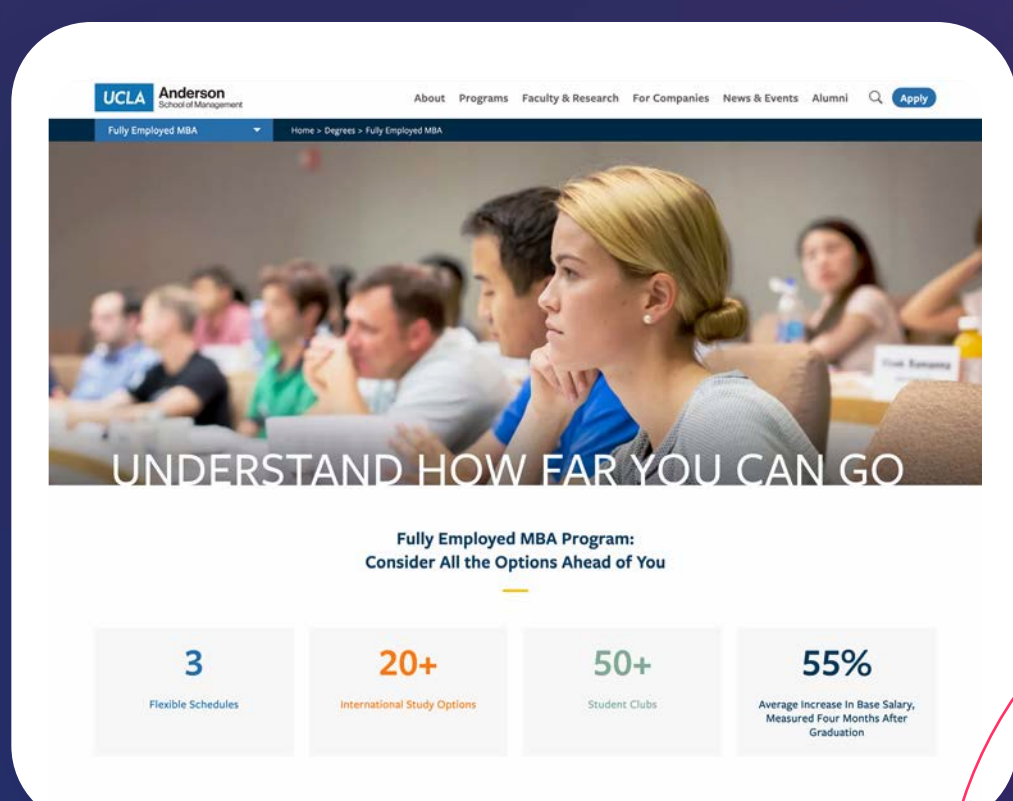 UCLA Anderson
School of Management
About Programs Faculty & Research For Companies News & Events Alumni Apply
Fully Employed MBA Home > Degrees > Fully Employed MBA
UNDERSTAND HOW FAR YOU CAN GO
Fully Employed MBA Program:
Consider All the Options Ahead of You
3
Flexible Schedules
20+
International Study Options
50+
Student Clubs
55%
Average Increase In Base Salary,
Measured Four Months After
Graduation